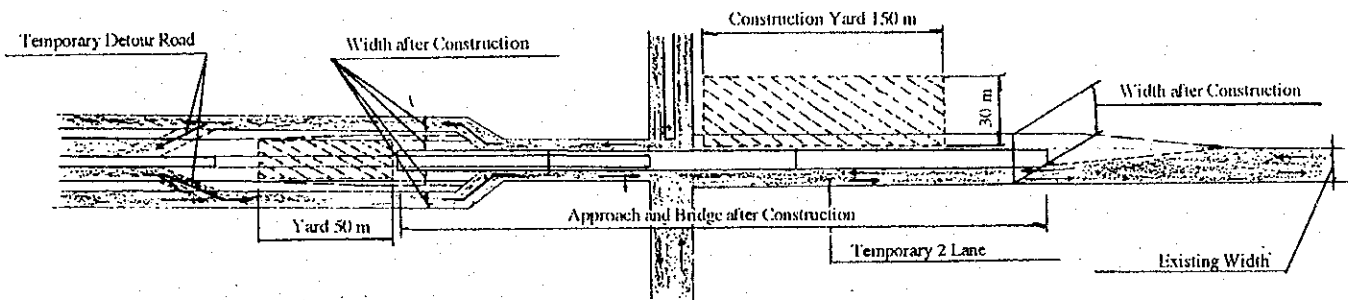 Construction Yard 150 m
Temporary Detour Road
Width after Construction
Width after Construction
30 m
Approach and Bridge after Construction
Yard 50 m
Temporary 2 Lane
Existing Width